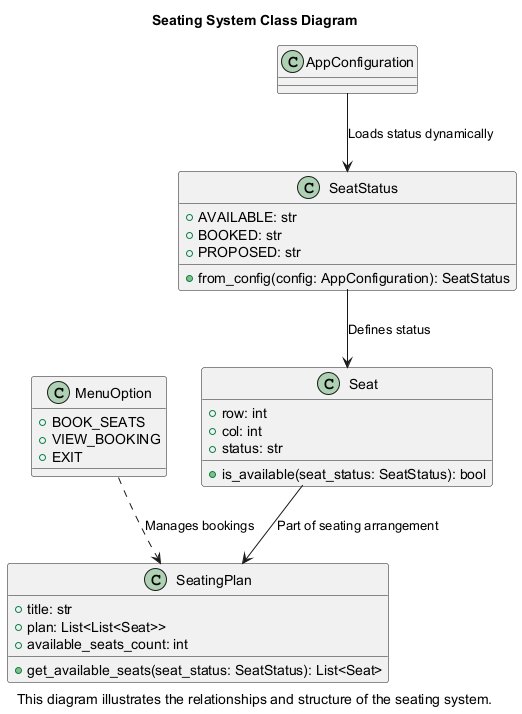 Seating System Class Diagram
C AppConfiguration
Loads status dynamically
C SeatStatus
AVAILABLE: str
BOOKED: str
PROPOSED: str
from_config(config: AppConfiguration): SeatStatus
Defines status
C MenuOption
BOOK_SEATS
VIEW_BOOKING
EXIT
C Seat
row: int
col: int
status: str
is_available(seat_status: SeatStatus): bool
Manages bookings
Part of seating arrangement
C SeatingPlan
title: str
plan: List<List<Seat>>
available_seats_count: int
get_available_seats(seat_status: SeatStatus): List<Seat>
This diagram illustrates the relationships and structure of the seating system.